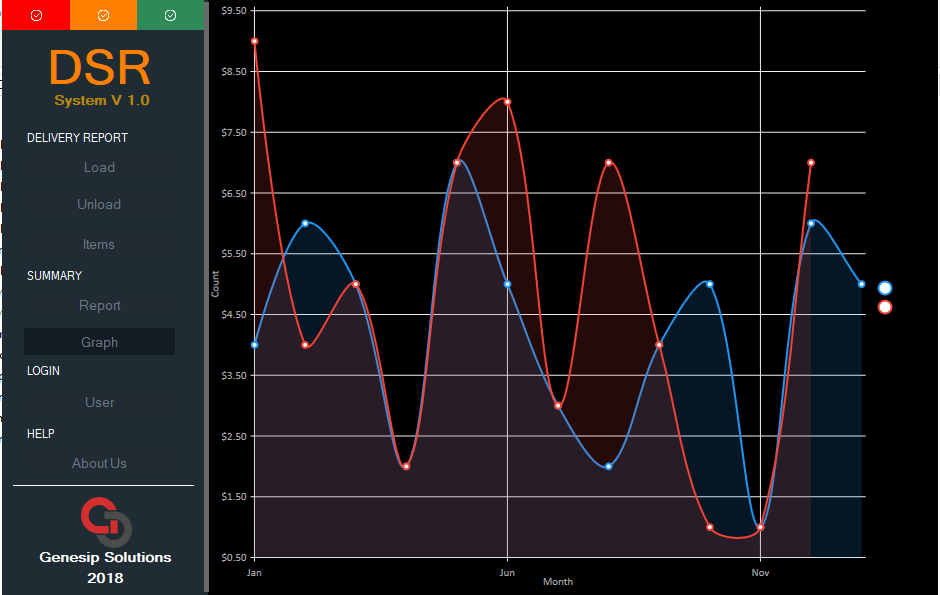 DSR
System V 1.0
DELIVERY REPORT
Load
Unload
Items
SUMMARY
Report
Graph
LOGIN
User
HELP
About Us
Genesip Solutions
2018
$9.50
$8.50
$7.50
$6.50
$5.50
$4.50
$3.50
$2.50
$1.50
$0.50
Count
Jan
Jun
Nov
Month